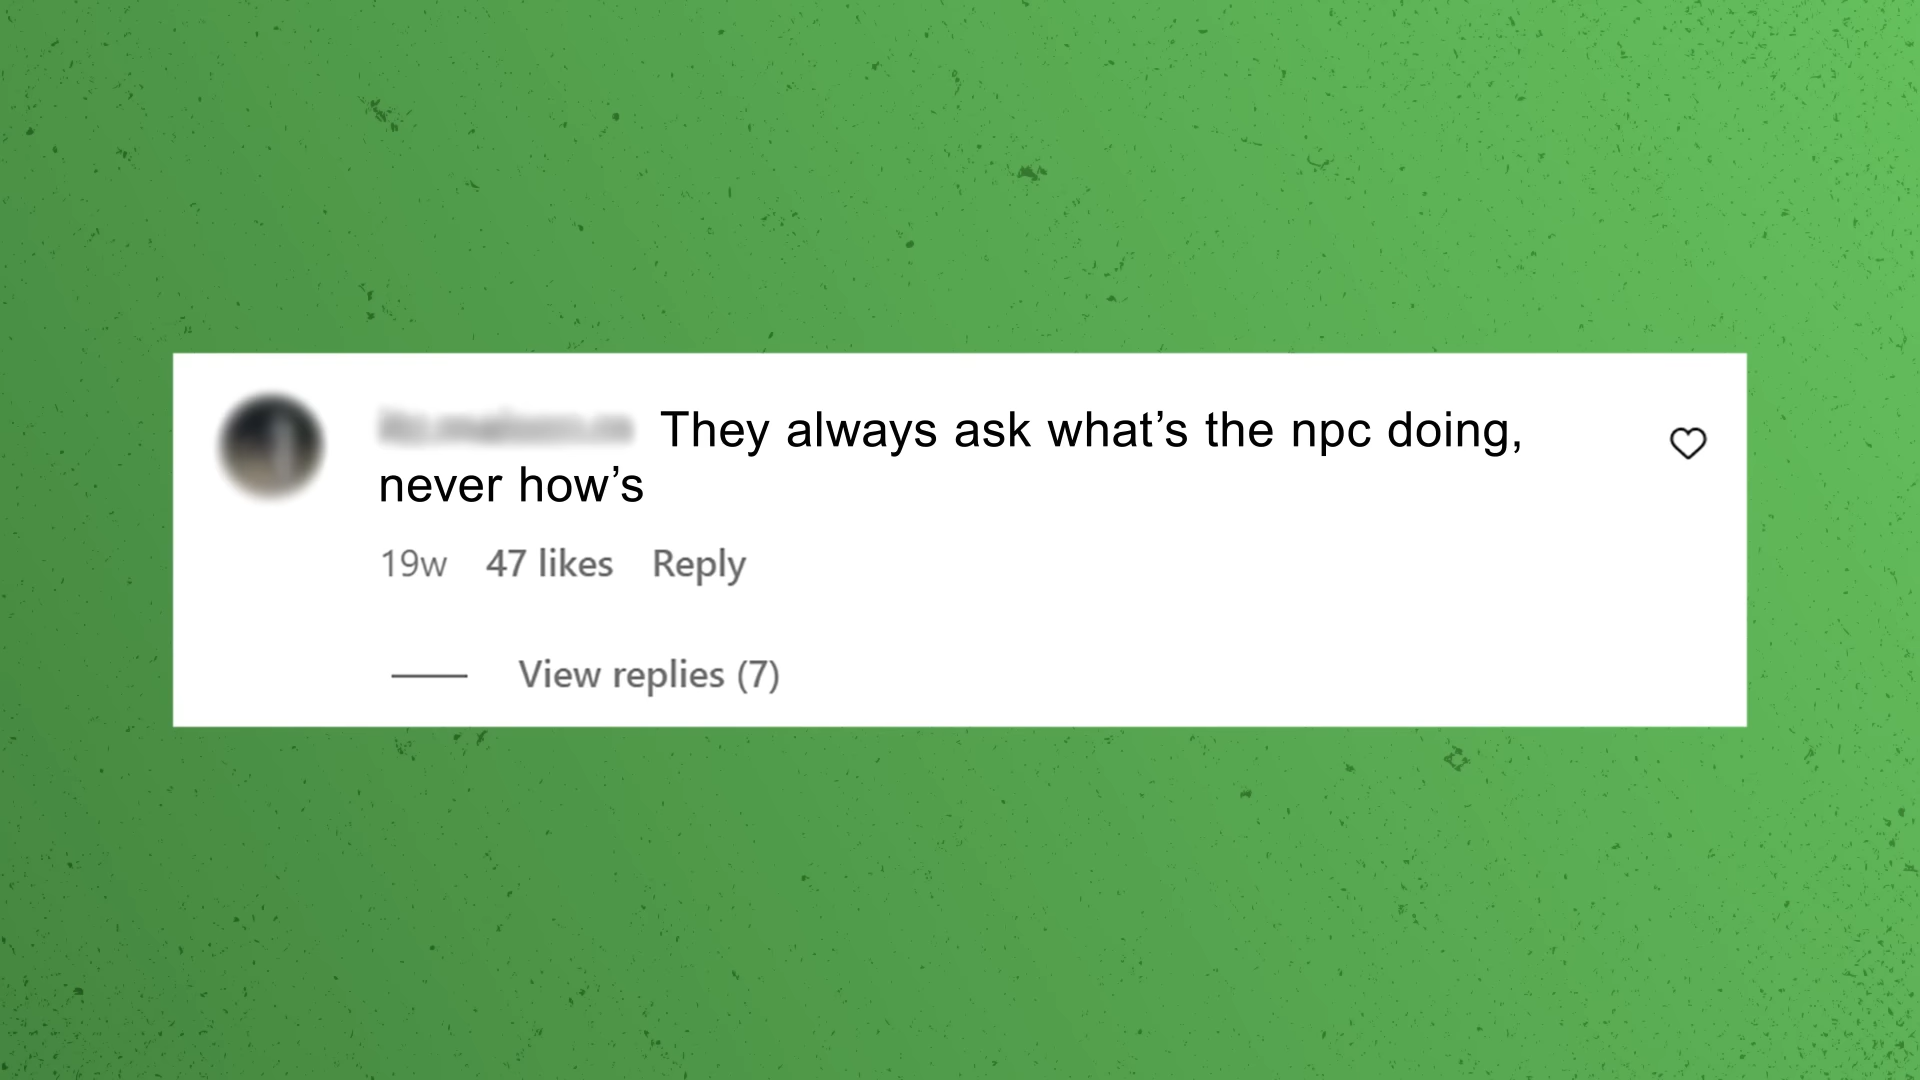 They always ask what’s the npc doing,
never how’s
19w 47 likes Reply
View replies (7)